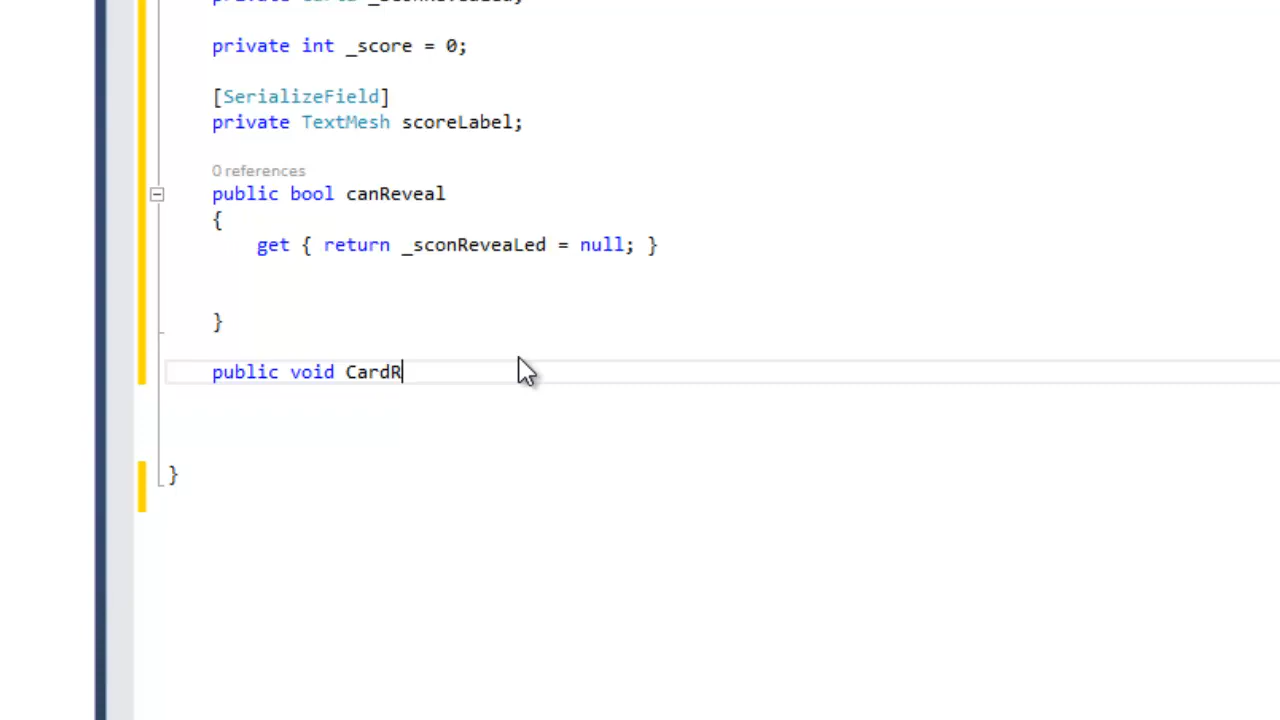 private
private int _score = 0;
[SerializeField]
private TextMesh scoreLabel;
0 references
public bool canReveal
{
get { return _sconReveaLed = null; }
}
public void CardR
}